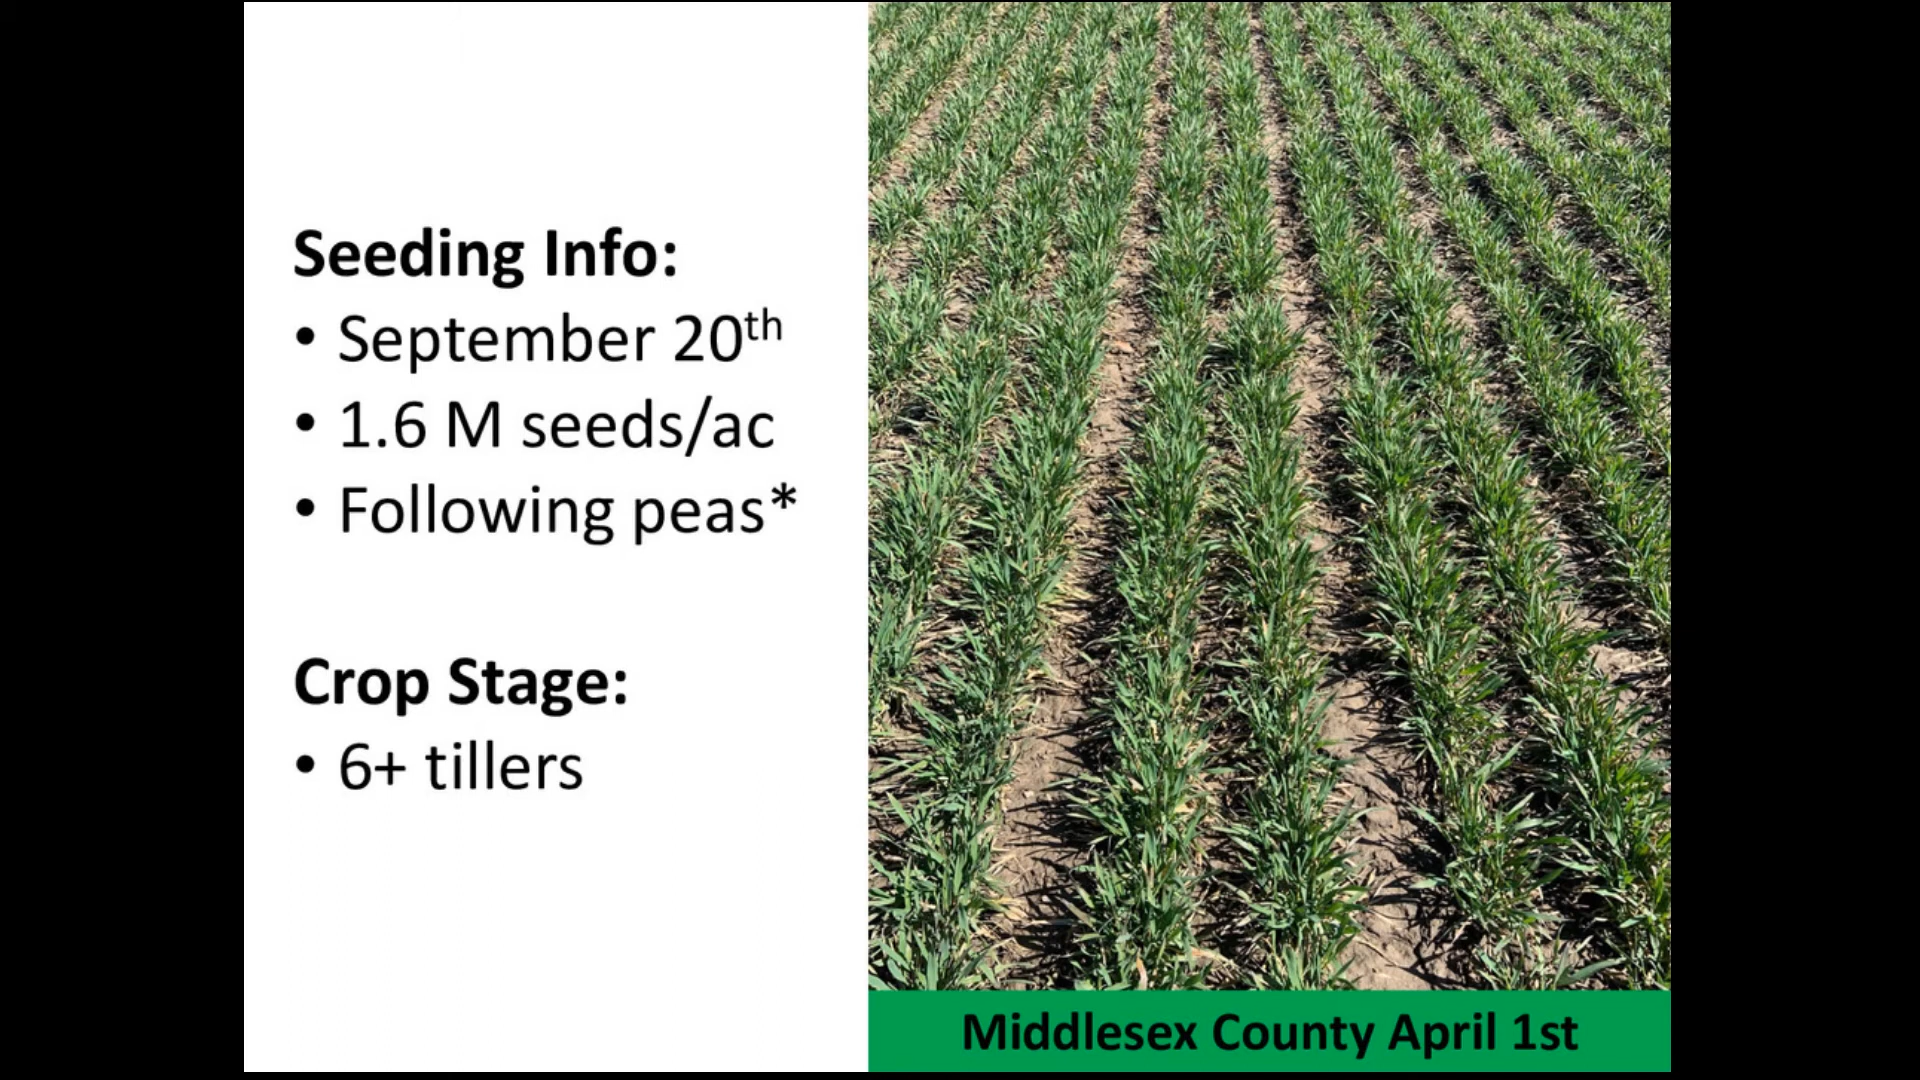 Seeding Info:
• September 20th
• 1.6 M seeds/ac
• Following peas*
Crop Stage:
• 6+ tillers
Middlesex County April 1st